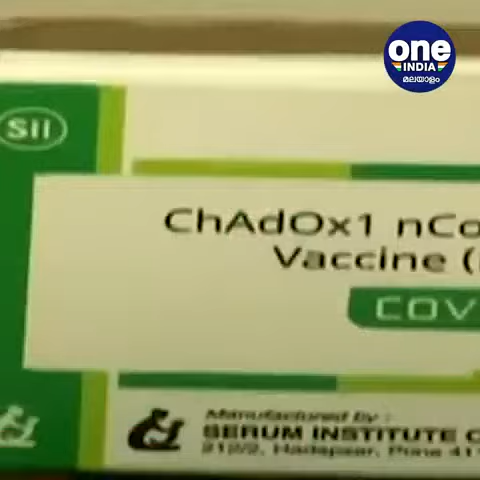 one
INDIA
മലയാളം
SII
ChAdOx1 nCo
Vaccine (
COV
Manufactured by :
SERUM INSTITUTE O
212/2, Hadapsar, Pune 411